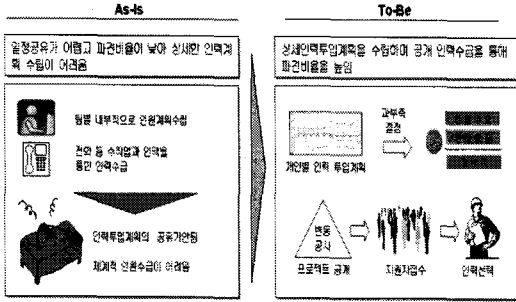 As-Is
일정공유가 어렵고 파견비율이 낮아 상세한 인력계
획 수립이 어려움
팀별 내부적으로 인원계획수립
전화 등 수작업과 인맥을
통한 인력수급
인력투입계획의 공유가안됨
체계적 인원수급이 어려움
To-Be
상세인력투입계획을 수립하며 공개 인력수급을 통해
파견비율을 높임
개인별 인력 투입계획
과부족
결정
변동
공사
프로젝트 공개
지원자접수
인력선택